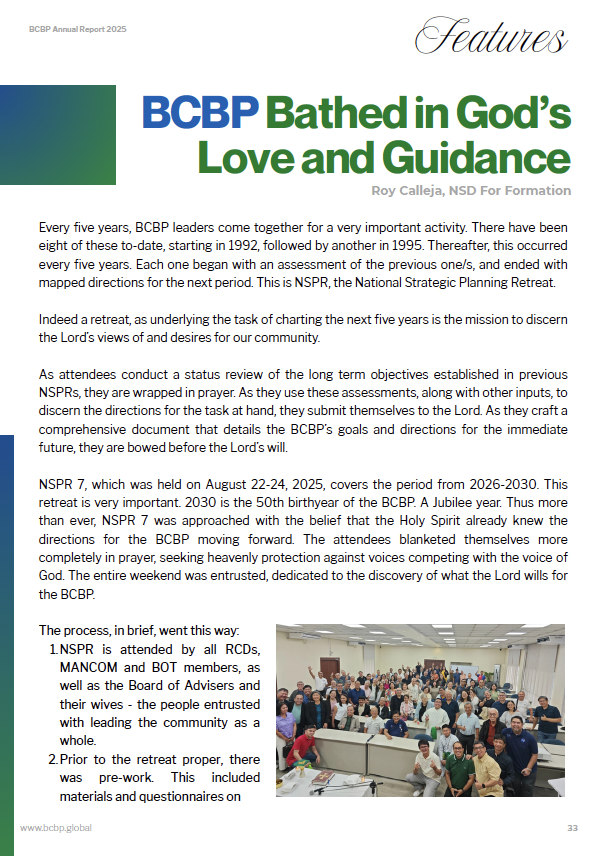 BCBP Annual Report 2025
Features
BCBP Bathed in God's
Love and Guidance
Roy Calleja, NSD For Formation
Every five years, BCBP leaders come together for a very important activity. There have been
eight of these to-date, starting in 1992, followed by another in 1995. Thereafter, this occurred
every five years. Each one began with an assessment of the previous one/s, and ended with
mapped directions for the next period. This is NSPR, the National Strategic Planning Retreat.
Indeed a retreat, as underlying the task of charting the next five years is the mission to discern
the Lord's views of and desires for our community.
As attendees conduct a status review of the long term objectives established in previous
NSPRs, they are wrapped in prayer. As they use these assessments, along with other inputs, to
discern the directions for the task at hand, they submit themselves to the Lord. As they craft a
comprehensive document that details the BCBP's goals and directions for the immediate
future, they are bowed before the Lord's will.
NSPR 7, which was held on August 22-24, 2025, covers the period from 2026-2030. This
retreat is very important. 2030 is the 50th birthyear of the BCBP. A Jubilee year. Thus more
than ever, NSPR 7 was approached with the belief that the Holy Spirit already knew the
directions for the BCBP moving forward. The attendees blanketed themselves more
completely in prayer, seeking heavenly protection against voices competing with the voice of
God. The entire weekend was entrusted, dedicated to the discovery of what the Lord wills for
the BCBP.
The process, in brief, went this way:
1. NSPR is attended by all RCDs,
MANCOM and BOT members, as
well as the Board of Advisers and
their wives - the people entrusted
with leading the community as a
whole.
2. Prior to the retreat proper, there
was pre-work. This included
materials and questionnaires on
www.bcbp.global
33